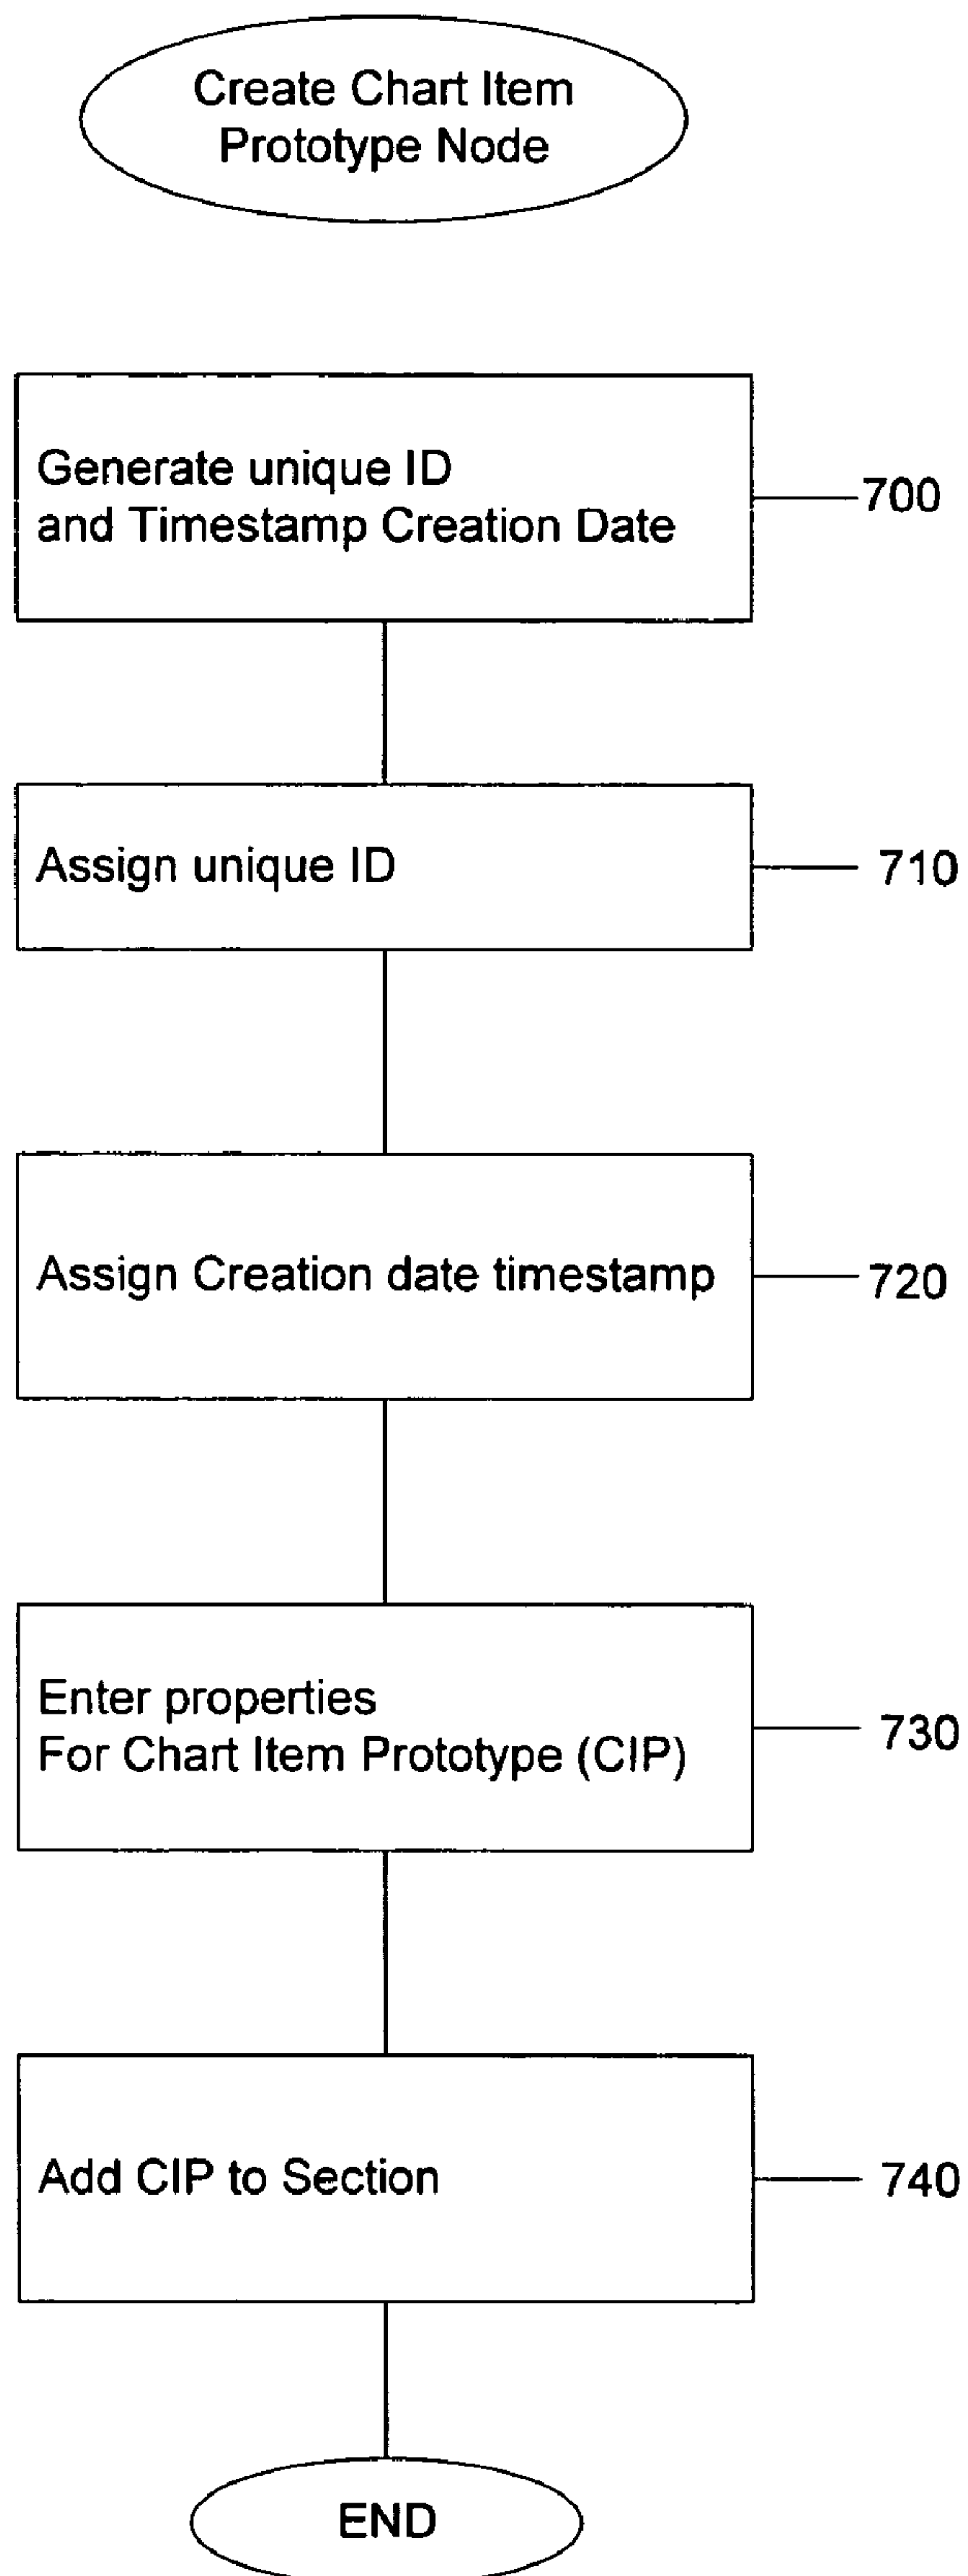 Create Chart Item
Prototype Node
Generate unique ID
and Timestamp Creation Date
700
Assign unique ID
710
Assign Creation date timestamp
720
Enter properties
For Chart Item Prototype (CIP)
730
Add CIP to Section
740
END